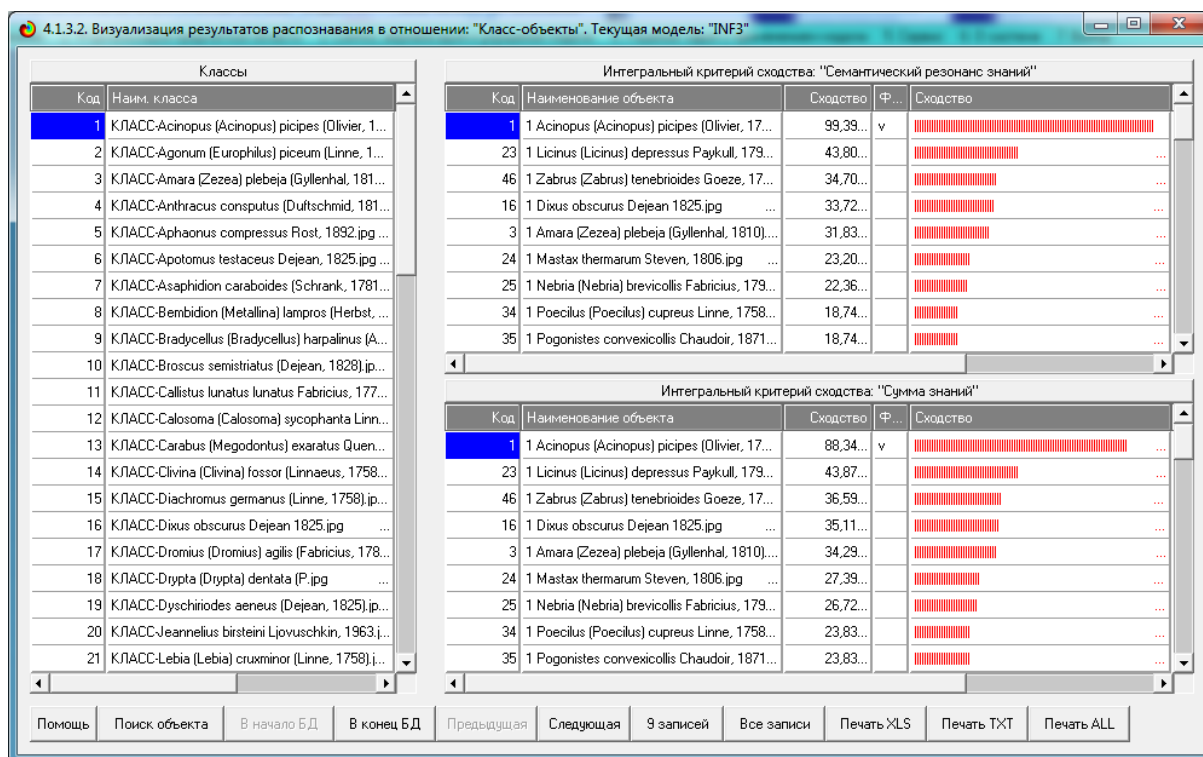 4.1.3.2. Визуализация результатов распознавания в отношении: "Класс-объекты". Текущая модель: "INF3"
Классы
Код Наим. класса
1 КЛАСС-Acinopus (Acinopus) picipes (Olivier, 1...
2 КЛАСС-Agonum (Europhilus) piceum (Linne, 1...
3 КЛАСС-Amara (Zezea) plebeja (Gyllenhal, 181...
4 КЛАСС-Anthracus consputus (Duftschmid, 181...
5 КЛАСС-Aphaonus compressus Rost, 1892.jpg ...
6 КЛАСС-Apotomus testaceus Dejean, 1825.jpg ...
7 КЛАСС-Asaphidion caraboides (Schrank, 1781...
8 КЛАСС-Bembidion (Metallina) lampros (Herbst, ...
9 КЛАСС-Bradycellus (Bradycellus) harpalinus (A...
10 КЛАСС-Broscus semistriatus (Dejean, 1828).jp...
11 КЛАСС-Callistus lunatus lunatus Fabricius, 177...
12 КЛАСС-Calosoma (Calosoma) sycophanta Linn...
13 КЛАСС-Carabus (Megodontus) exaratus Quen...
14 КЛАСС-Clivina (Clivina) fossor (Linnaeus, 1758...
15 КЛАСС-Diachromus germanus (Linne, 1758).jp...
16 КЛАСС-Dixus obscurus Dejean 1825.jpg ...
17 КЛАСС-Dromius (Dromius) agilis (Fabricius, 178...
18 КЛАСС-Drypta (Drypta) dentata (P.jpg ...
19 КЛАСС-Dyschiriodes aeneus (Dejean, 1825).jp...
20 КЛАСС-Jeannelius birsteini Ljovuschkin, 1963.j...
21 КЛАСС-Lebia (Lebia) cruxminor (Linne, 1758).j...
Интегральный критерий сходства: "Семантический резонанс знаний"
Код Наименование объекта Сходство Ф... Сходство
1 1 Acinopus (Acinopus) picipes (Olivier, 17... 99,39... v
23 1 Licinus (Licinus) depressus Paykull, 179... 43,80... ...
46 1 Zabrus (Zabrus) tenebrioides Goeze, 17... 34,70... ...
16 1 Dixus obscurus Dejean 1825.jpg ... 33,72... ...
3 1 Amara (Zezea) plebeja (Gyllenhal, 1810).... 31,83... ...
24 1 Mastax thermarum Steven, 1806.jpg ... 23,20... ...
25 1 Nebria (Nebria) brevicollis Fabricius, 179... 22,36... ...
34 1 Poecilus (Poecilus) cupreus Linne, 1758... 18,74... ...
35 1 Pogonistes convexicollis Chaudoir, 1871... 18,74... ...
Интегральный критерий сходства: "Сумма знаний"
Код Наименование объекта Сходство Ф... Сходство
1 1 Acinopus (Acinopus) picipes (Olivier, 17... 88,34... v ...
23 1 Licinus (Licinus) depressus Paykull, 179... 43,87... ...
46 1 Zabrus (Zabrus) tenebrioides Goeze, 17... 36,59... ...
16 1 Dixus obscurus Dejean 1825.jpg ... 35,11... ...
3 1 Amara (Zezea) plebeja (Gyllenhal, 1810).... 34,29... ...
24 1 Mastax thermarum Steven, 1806.jpg ... 27,39... ...
25 1 Nebria (Nebria) brevicollis Fabricius, 179... 26,72... ...
34 1 Poecilus (Poecilus) cupreus Linne, 1758... 23,83... ...
35 1 Pogonistes convexicollis Chaudoir, 1871... 23,83... ...
Помощь Поиск объекта В начало БД В конец БД Предыдущая Следующая 9 записей Все записи Печать XLS Печать TXT Печать ALL